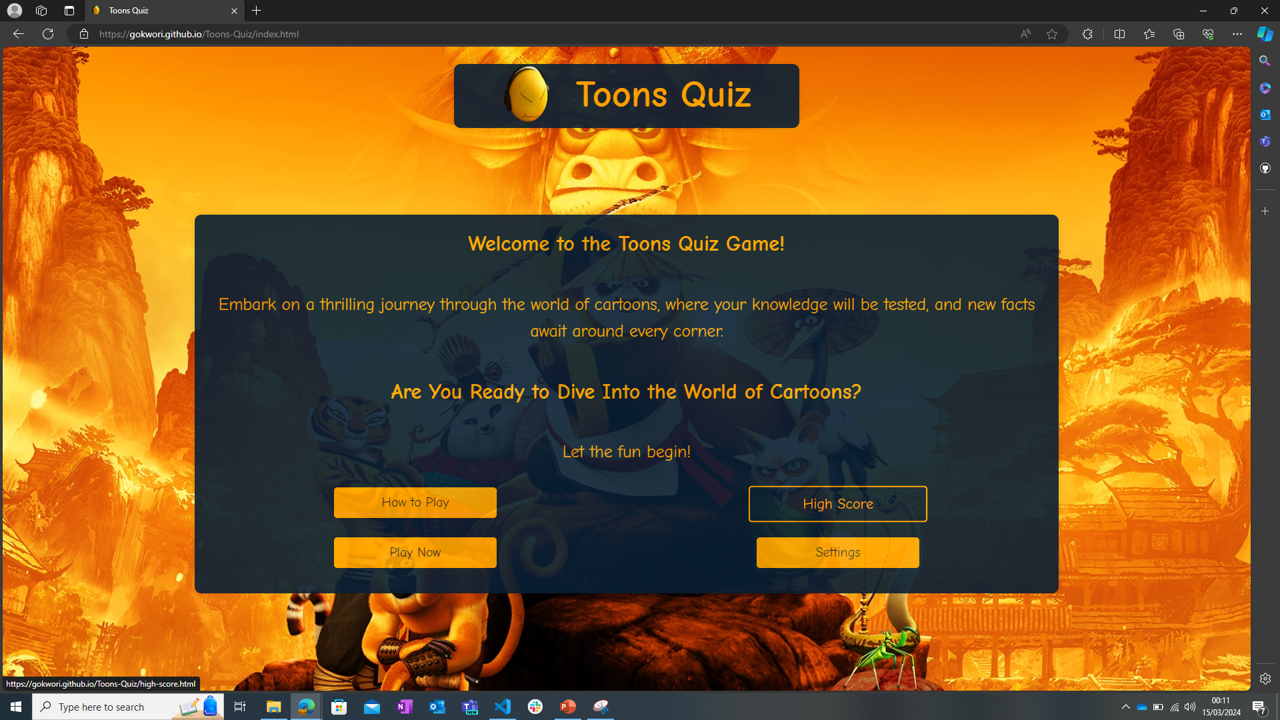 Toons Quiz
https://gokwori.github.io/Toons-Quiz/index.html
Toons Quiz
Welcome to the Toons Quiz Game!
Embark on a thrilling journey through the world of cartoons, where your knowledge will be tested, and new facts
await around every corner.
Are You Ready to Dive Into the World of Cartoons?
Let the fun begin!
How to Play
High Score
Play Now
Settings
https://gokwori.github.io/Toons-Quiz/high-score.html
Type here to search
00:11
15/03/2024